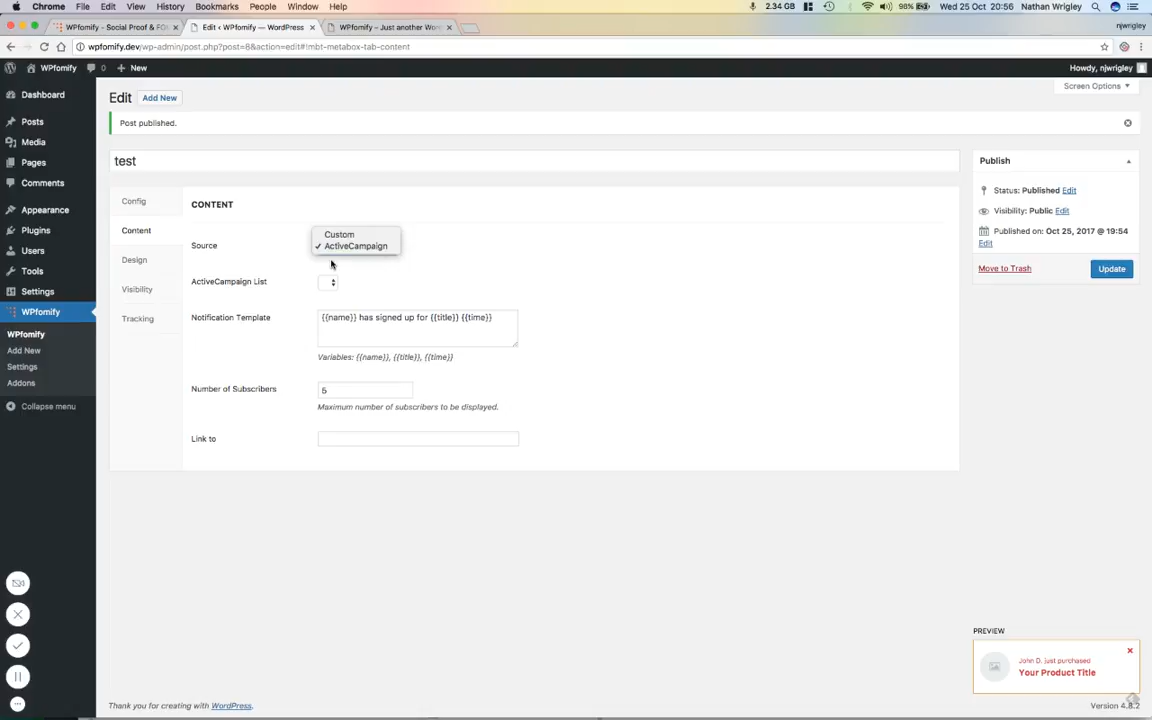 Chrome File Edit View History Bookmarks People Window Help 2.34 GB 98% Wed 25 Oct 20:56 Nathan Wrigley
WPfomify - Social Proof & FO Edit ‹ WPfomify — WordPress WPfomify – Just another Wor njwrigley
wpfomify.dev/wp-admin/post.php?post=8&action=edit#!mbt-metabox-tab-content
WPfomify 0 + New Howdy, njwrigley
Screen Options
Dashboard
Posts
Media
Pages
Comments
Appearance
Plugins
Users
Tools
Settings
WPfomify
WPfomify
Add New
Settings
Addons
Collapse menu
Edit Add New
Post published.
test
Config
Content
Design
Visibility
Tracking
CONTENT
Source
Custom
✓ ActiveCampaign
ActiveCampaign List
Notification Template
{{name}} has signed up for {{title}} {{time}}
Variables: {{name}}, {{title}}, {{time}}
Number of Subscribers
5
Maximum number of subscribers to be displayed.
Link to
Publish
Status: Published Edit
Visibility: Public Edit
Published on: Oct 25, 2017 @ 19:54
Edit
Move to Trash Update
PREVIEW
John D. just purchased
Your Product Title
Thank you for creating with WordPress.
Version 4.8.2